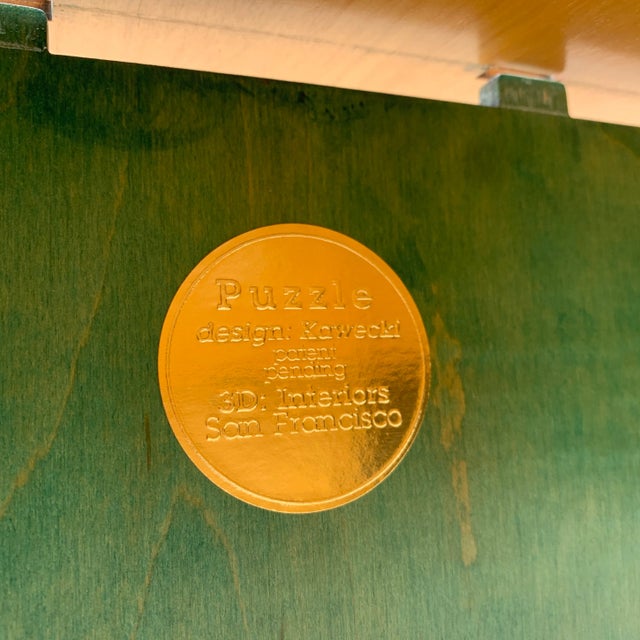 Puzzle
design: Kawecki
patent
pending
3D: Interiors
San Francisco